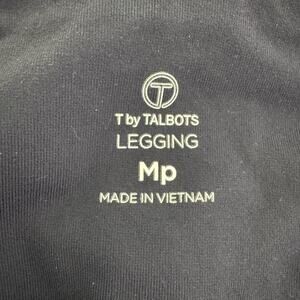 T
T by TALBOTS
LEGGING
Mp
MADE IN VIETNAM